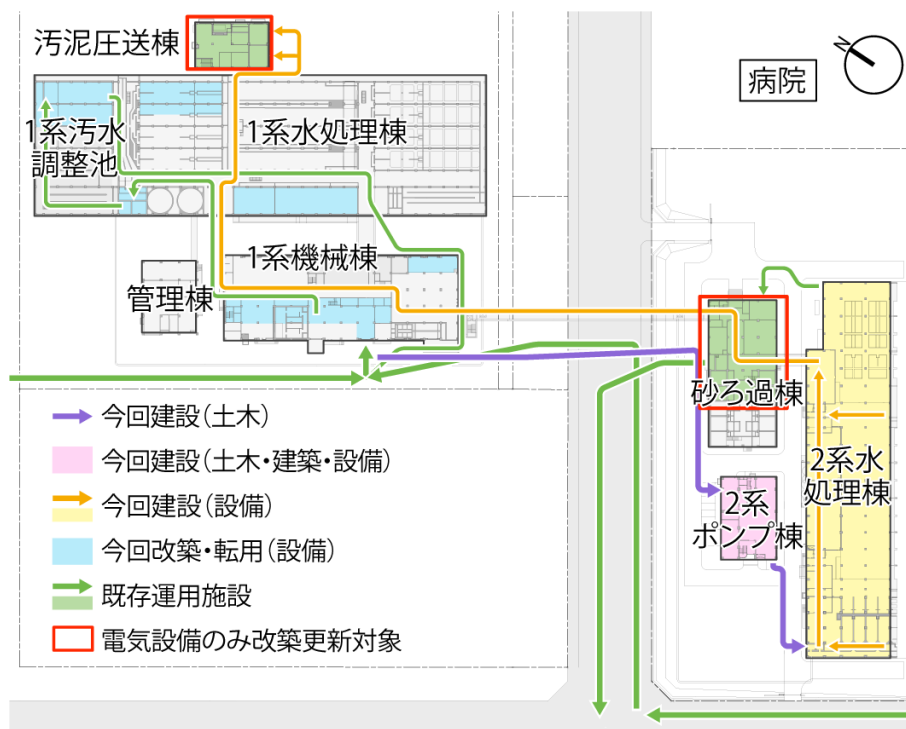 汚泥圧送棟
N
病院
1系汚水
調整池
1系水処理棟
1系機械棟
管理棟
砂ろ過棟
2系水
処理棟
2系
ポンプ棟
今回建設(土木)
今回建設(土木・建築・設備)
今回建設(設備)
今回改築・転用(設備)
既存運用施設
電気設備のみ改築更新対象